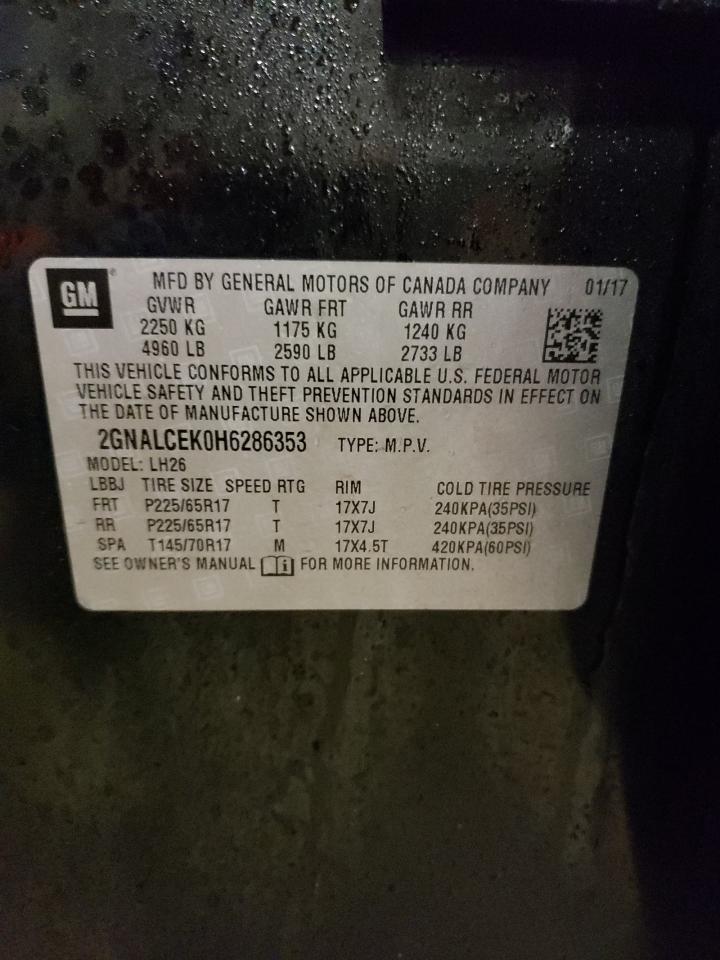 GM
MFD BY GENERAL MOTORS OF CANADA COMPANY 01/17
GVWR GAWR FRT GAWR RR
2250 KG 1175 KG 1240 KG
4960 LB 2590 LB 2733 LB
THIS VEHICLE CONFORMS TO ALL APPLICABLE U.S. FEDERAL MOTOR
VEHICLE SAFETY AND THEFT PREVENTION STANDARDS IN EFFECT ON
THE DATE OF MANUFACTURE SHOWN ABOVE.
2GNALCEK0H6286353 TYPE: M.P.V.
MODEL: LH26
LBBJ TIRE SIZE SPEED RTG RIM COLD TIRE PRESSURE
FRT P225/65R17 T 17X7J 240KPA(35PSI)
RR P225/65R17 T 17X7J 240KPA(35PSI)
SPA T145/70R17 M 17X4.5T 420KPA(60PSI)
SEE OWNER'S MANUAL i FOR MORE INFORMATION.